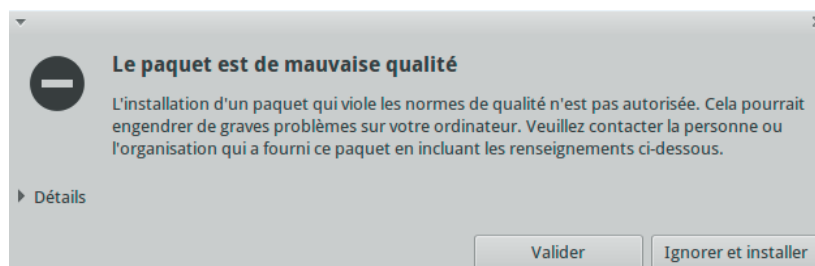 Le paquet est de mauvaise qualité
L'installation d'un paquet qui viole les normes de qualité n'est pas autorisée. Cela pourrait
engendrer de graves problèmes sur votre ordinateur. Veuillez contacter la personne ou
l'organisation qui a fourni ce paquet en incluant les renseignements ci-dessous.
Détails
Valider
Ignorer et installer